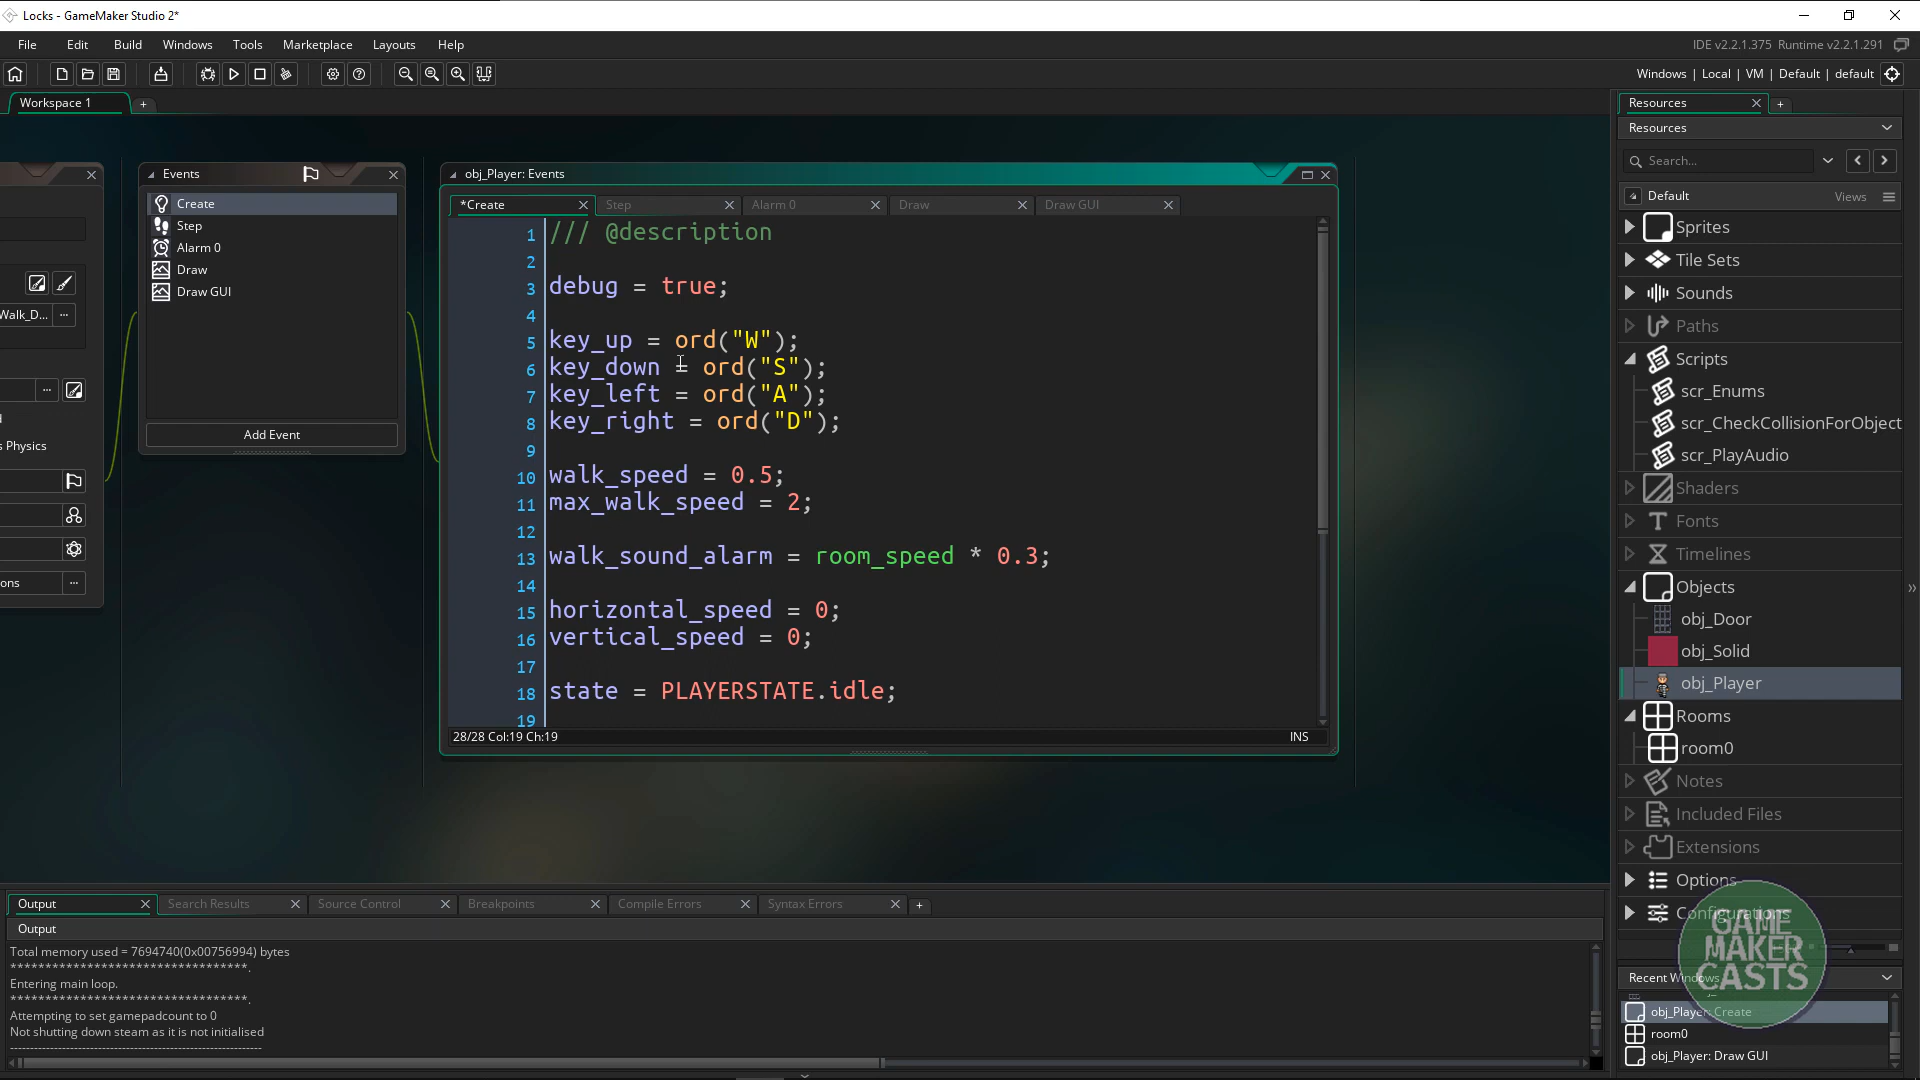 Locks - GameMaker Studio 2*
File Edit Build Windows Tools Marketplace Layouts Help
IDE v2.2.1.375 Runtime v2.2.1.291
Windows | Local | VM | Default | default
Workspace 1
+
Resources
+
Resources
Search...
Default Views
Sprites
Tile Sets
Sounds
Paths
Scripts
scr_Enums
scr_CheckCollisionForObject
scr_PlayAudio
Shaders
Fonts
Timelines
Objects
obj_Door
obj_Solid
obj_Player
Rooms
room0
Notes
Included Files
Extensions
Options
Configurations
Walk_D... ...
s Physics
ons ...
Events
Create
Step
Alarm 0
Draw
Draw GUI
Add Event
obj_Player: Events
*Create Step Alarm 0 Draw Draw GUI
1 /// @description
2
3 debug = true;
4
5 key_up = ord("W");
6 key_down = ord("S");
7 key_left = ord("A");
8 key_right = ord("D");
9
10 walk_speed = 0.5;
11 max_walk_speed = 2;
12
13 walk_sound_alarm = room_speed * 0.3;
14
15 horizontal_speed = 0;
16 vertical_speed = 0;
17
18 state = PLAYERSTATE.idle;
19
28/28 Col:19 Ch:19 INS
Output Search Results Source Control Breakpoints Compile Errors Syntax Errors +
Output
Total memory used = 7694740(0x00756994) bytes
**********************************.
Entering main loop.
**********************************.
Attempting to set gamepadcount to 0
Not shutting down steam as it is not initialised
-------------------------------------------------------
Recent Windows
obj_Player: Create
room0
obj_Player: Draw GUI
GAME
MAKER
CASTS